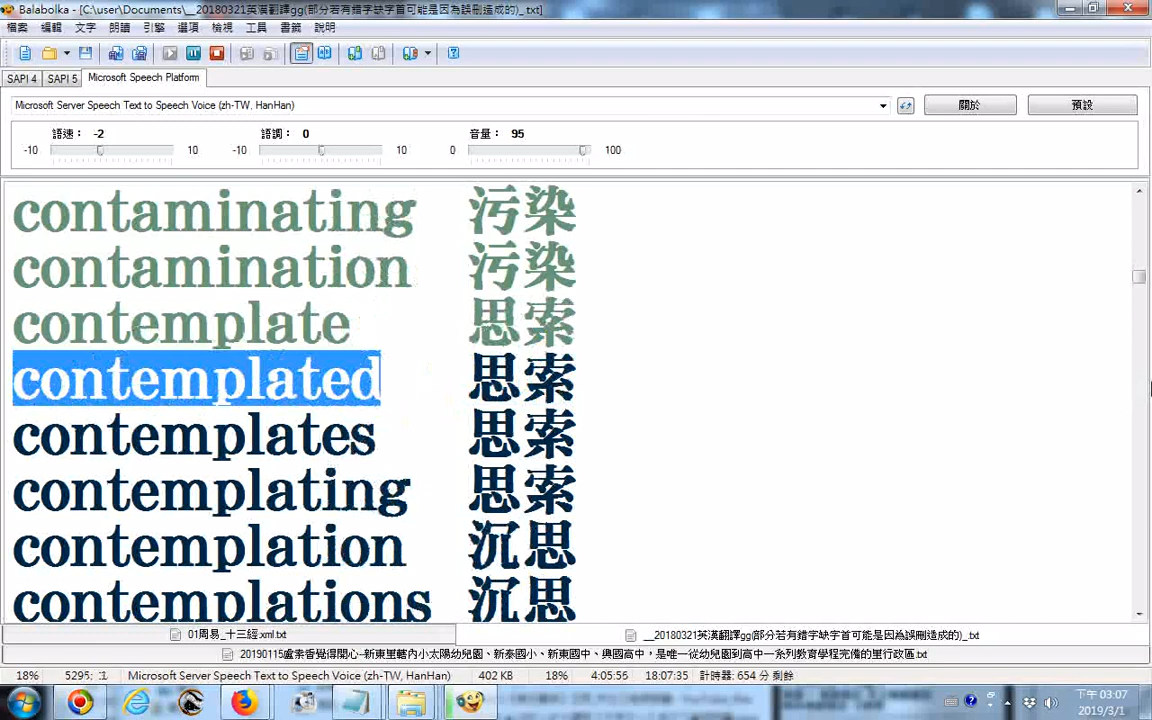 Balabolka - [C:\user\Documents\__20180321英漢翻譯gg(部分若有錯字缺字首可能是因為誤刪造成的)_.txt]
檔案 編輯 文字 朗讀 引擎 選項 檢視 工具 書籤 說明
SAPI 4 SAPI 5 Microsoft Speech Platform
Microsoft Server Speech Text to Speech Voice (zh-TW, HanHan) 關於 預設
語速： -2 語調： 0 音量： 95
-10 10 -10 10 0 100
contaminating 污染
contamination 污染
contemplate 思索
contemplated 思索
contemplates 思索
contemplating 思索
contemplation 沉思
contemplations 沉思
01周易_十三經.xml.txt __20180321英漢翻譯gg(部分若有錯字缺字首可能是因為誤刪造成的)_.txt
20190115盧素香覺得開心--新東里轄內小太陽幼兒園、新泰國小、新東國中、興國高中，是唯一從幼兒園到高中一系列教育學程完備的里行政區.txt
18% 5295: 1 Microsoft Server Speech Text to Speech Voice (zh-TW, HanHan) 402 KB 18% 4:05:56 18:07:35 計時器: 654 分 剩餘
下午 03:07
2019/3/1